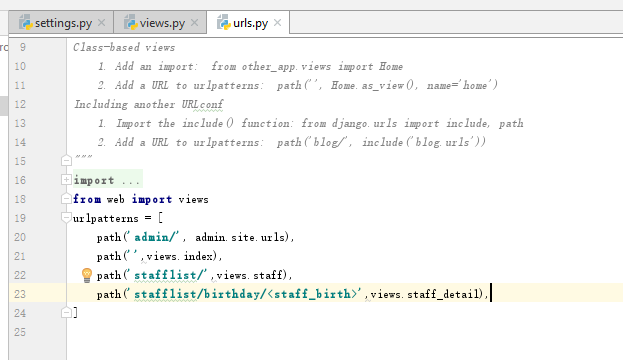 settings.py views.py urls.py
9 Class-based views
10 1. Add an import: from other_app.views import Home
11 2. Add a URL to urlpatterns: path('', Home.as_view(), name='home')
12 Including another URLconf
13 1. Import the include() function: from django.urls import include, path
14 2. Add a URL to urlpatterns: path('blog/', include('blog.urls'))
15 """
16 import ...
18 from web import views
19 urlpatterns = [
20 path('admin/', admin.site.urls),
21 path('',views.index),
22 path('stafflist/',views.staff),
23 path('stafflist/birthday/<staff_birth>',views.staff_detail),
24 ]
25